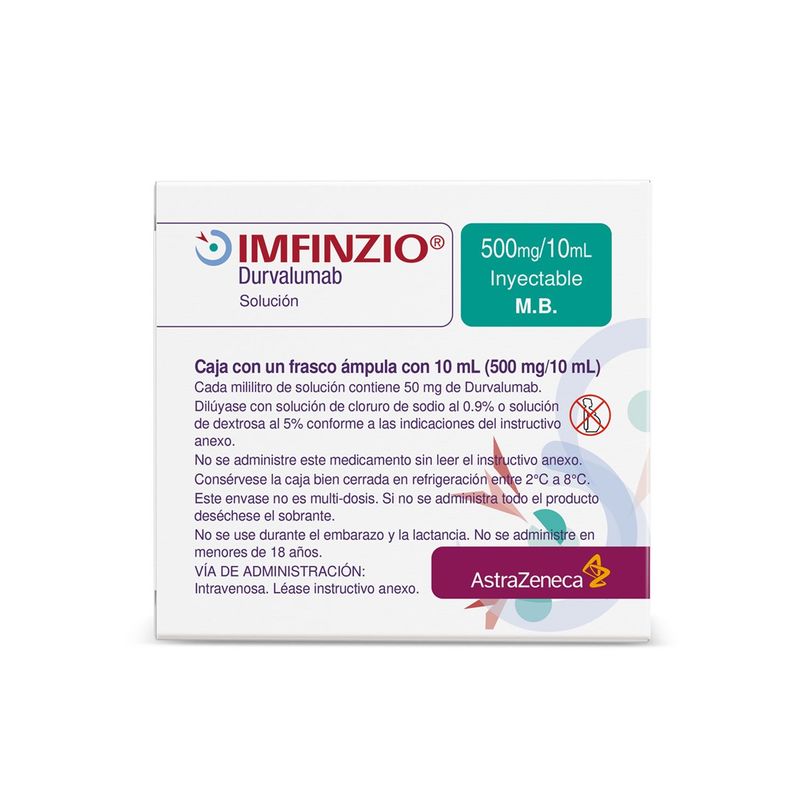 IMFINZIO®
Durvalumab
Solución
500mg/10mL
Inyectable
M.B.
Caja con un frasco ámpula con 10 mL (500 mg/10 mL)
Cada mililitro de solución contiene 50 mg de Durvalumab.
Dilúyase con solución de cloruro de sodio al 0.9% o solución
de dextrosa al 5% conforme a las indicaciones del instructivo
anexo.
No se administre este medicamento sin leer el instructivo anexo.
Consérvese la caja bien cerrada en refrigeración entre 2°C a 8°C.
Este envase no es multi-dosis. Si no se administra todo el producto
deséchese el sobrante.
No se use durante el embarazo y la lactancia. No se administre en
menores de 18 años.
VÍA DE ADMINISTRACIÓN:
Intravenosa. Léase instructivo anexo.
AstraZeneca